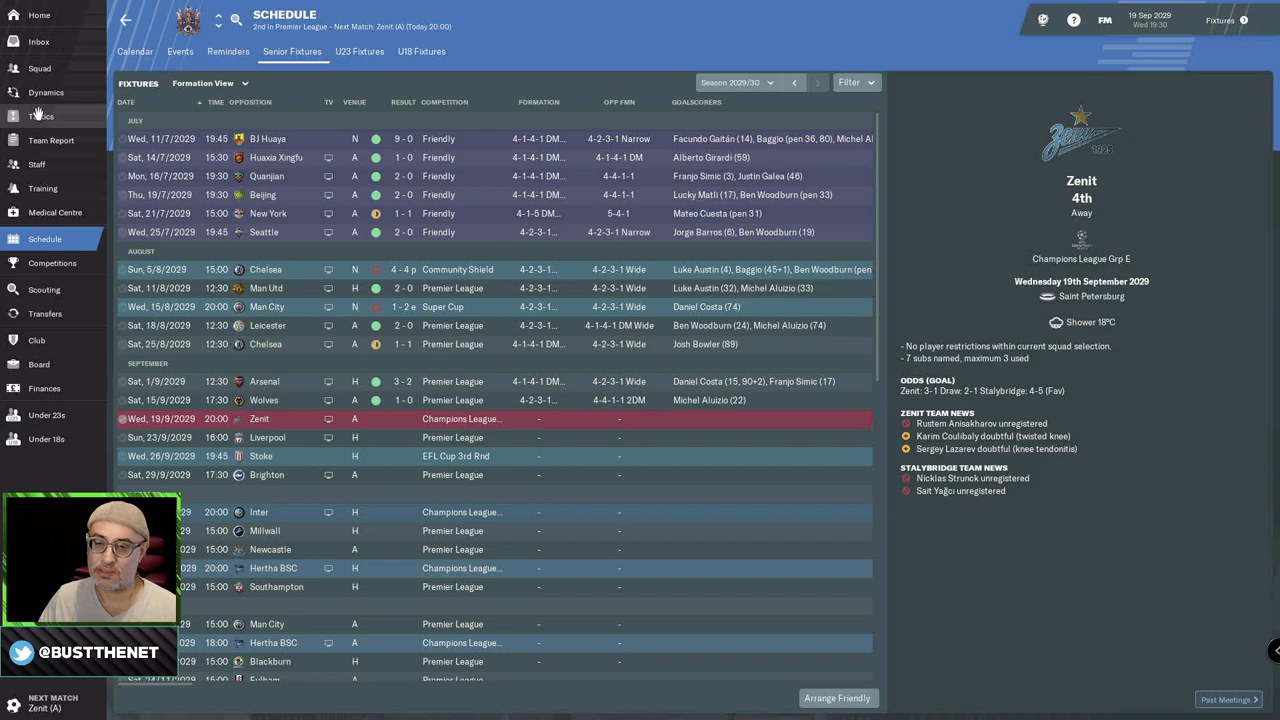 Home
Inbox
Squad
Dynamics
Team Report
Staff
Training
Medical Centre
Schedule
Competitions
Scouting
Transfers
Club
Board
Finances
Under 23s
Under 18s
NEXT MATCH
Zenit (A)
SCHEDULE
2nd in Premier League - Next Match: Zenit (A) (Today 20:00)
FM
19 Sep 2029
Wed 19:30
Fixtures
Calendar Events Reminders Senior Fixtures U23 Fixtures U18 Fixtures
FIXTURES Formation View Season 2029/30 Filter
DATE TIME OPPOSITION TV VENUE RESULT COMPETITION FORMATION OPP FMN GOALSCORERS
JULY
Wed, 11/7/2029 19:45 BJ Huaya N 9 - 0 Friendly 4-1-4-1 DM... 4-2-3-1 Narrow Facundo Gaitán (14), Baggio (pen 36, 80), Michel Al
Sat, 14/7/2029 15:30 Huaxia Xingfu A 1 - 0 Friendly 4-1-4-1 DM... 4-1-4-1 DM Alberto Girardi (59)
Mon, 16/7/2029 19:30 Quanjian A 2 - 0 Friendly 4-1-4-1 DM... 4-4-1-1 Franjo Simic (3), Justin Galea (46)
Thu, 19/7/2029 19:30 Beijing A 2 - 0 Friendly 4-1-4-1 DM... 4-4-1-1 Lucky Matli (17), Ben Woodburn (pen 33)
Sat, 21/7/2029 15:00 New York A 1 - 1 Friendly 4-1-5 DM... 5-4-1 Mateo Cuesta (pen 31)
Wed, 25/7/2029 19:45 Seattle A 2 - 0 Friendly 4-2-3-1... 4-2-3-1 Narrow Jorge Barros (6), Ben Woodburn (19)
AUGUST
Sun, 5/8/2029 15:00 Chelsea N 4 - 4 p Community Shield 4-2-3-1... 4-2-3-1 Wide Luke Austin (4), Baggio (45+1), Ben Woodburn (pen
Sat, 11/8/2029 12:30 Man Utd H 2 - 0 Premier League 4-2-3-1... 4-2-3-1 Wide Luke Austin (32), Michel Aluizio (33)
Wed, 15/8/2029 20:00 Man City N 1 - 2 e Super Cup 4-2-3-1... 4-2-3-1 Wide Daniel Costa (74)
Sat, 18/8/2029 12:30 Leicester A 2 - 0 Premier League 4-2-3-1... 4-1-4-1 DM Wide Ben Woodburn (24), Michel Aluizio (74)
Sat, 25/8/2029 12:30 Chelsea A 1 - 1 Premier League 4-1-4-1 DM... 4-2-3-1 Wide Josh Bowler (89)
SEPTEMBER
Sat, 1/9/2029 12:30 Arsenal H 3 - 2 Premier League 4-1-4-1 DM... 4-2-3-1 Wide Daniel Costa (15, 90+2), Franjo Simic (17)
Sat, 15/9/2029 17:30 Wolves A 1 - 0 Premier League 4-2-3-1... 4-4-1-1 2DM Michel Aluizio (22)
Wed, 19/9/2029 20:00 Zenit A Champions League... - -
Sun, 23/9/2029 16:00 Liverpool H Premier League - -
Wed, 26/9/2029 19:45 Stoke H EFL Cup 3rd Rnd - -
Sat, 29/9/2029 17:30 Brighton A Premier League - -
029 20:00 Inter H Champions League... - -
029 15:00 Millwall H Premier League - -
029 15:00 Newcastle A Premier League - -
029 20:00 Hertha BSC H Champions League... - -
029 15:00 Southampton H Premier League - -
029 15:00 Man City A Premier League - -
029 18:00 Hertha BSC A Champions League... - -
029 15:00 Blackburn H Premier League - -
Sat, 24/11/2029 15:00 Fulham A Premier League - -
Arrange Friendly
@BUSTTHENET
1925
Zenit
4th
Away
Champions League Grp E
Wednesday 19th September 2029
Saint Petersburg
Shower 18ºC
- No player restrictions within current squad selection.
- 7 subs named, maximum 3 used
ODDS (GOAL)
Zenit: 3-1 Draw: 2-1 Stalybridge: 4-5 (Fav)
ZENIT TEAM NEWS
Rustem Anisakharov unregistered
Karim Coulibaly doubtful (twisted knee)
Sergey Lazarev doubtful (knee tendonitis)
STALYBRIDGE TEAM NEWS
Nicklas Strunck unregistered
Sait Yağcı unregistered
Past Meetings